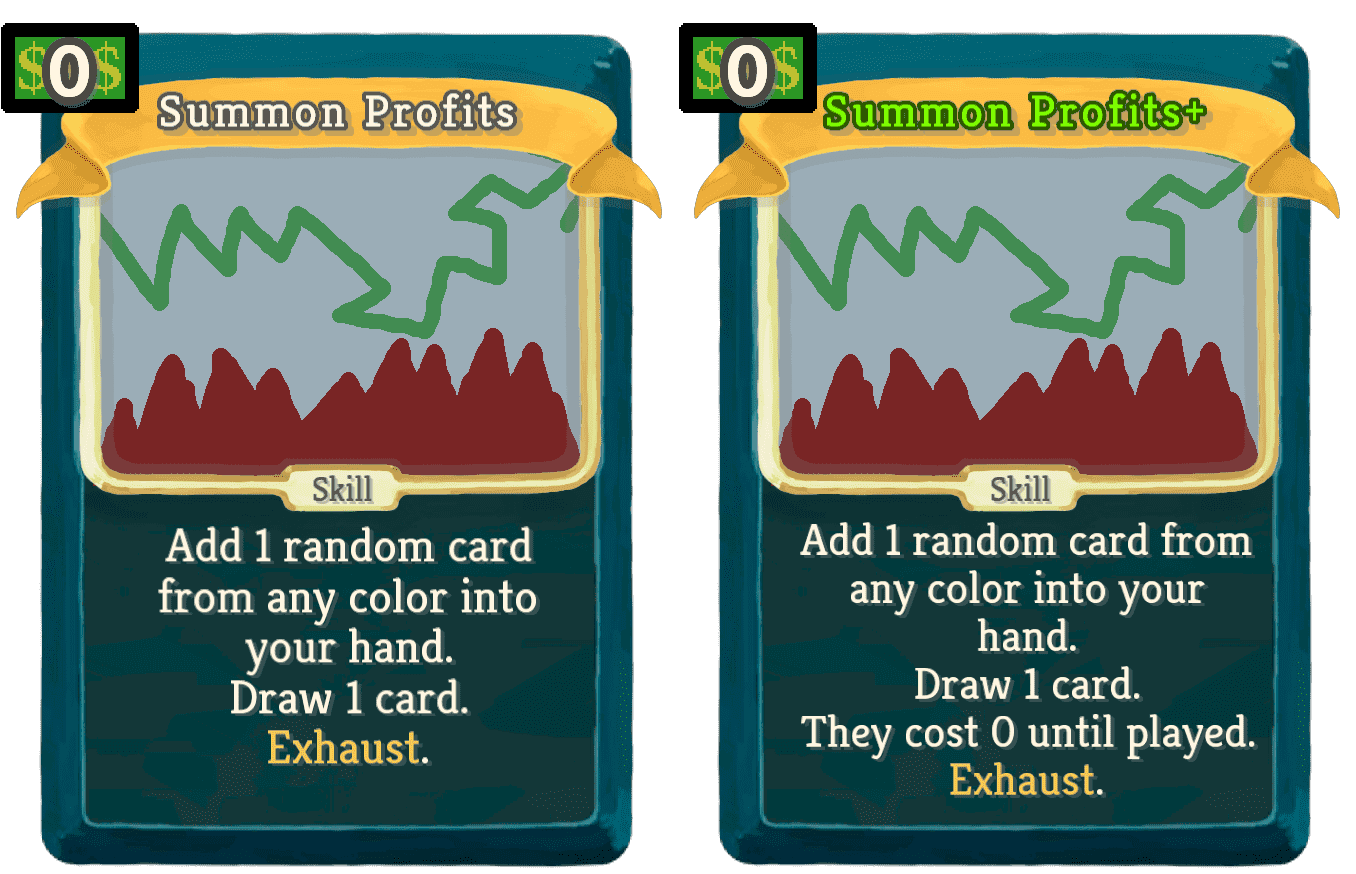 $0$
Summon Profits
Skill
Add 1 random card
from any color into
your hand.
Draw 1 card.
Exhaust.
$0$
Summon Profits+
Skill
Add 1 random card from
any color into your
hand.
Draw 1 card.
They cost 0 until played.
Exhaust.